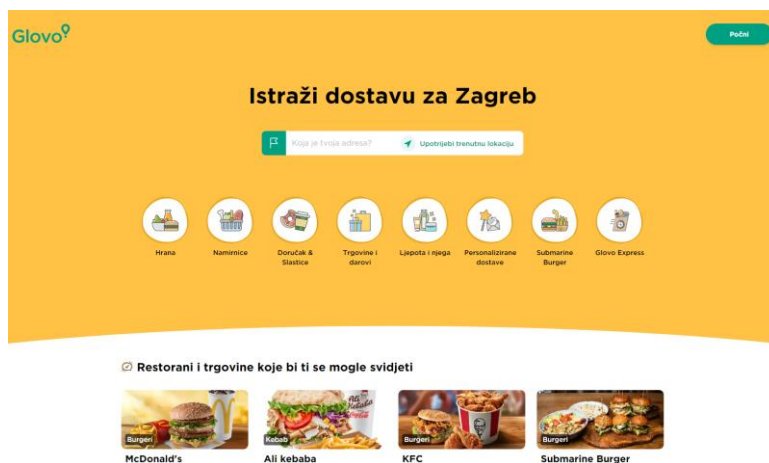 Glovo
Počni
Istraži dostavu za Zagreb
Koja je tvoja adresa?
Upotrijebi trenutnu lokaciju
Hrana
Namirnice
Doručak &
Slastice
Trgovine i
darovi
Ljepota i njega
Personalizirane
dostave
Submarine
Burger
Glovo Express
Restorani i trgovine koje bi ti se mogle svidjeti
Burgeri
Kebab
Burgeri
Burgeri
McDonald's
Ali kebaba
KFC
Submarine Burger